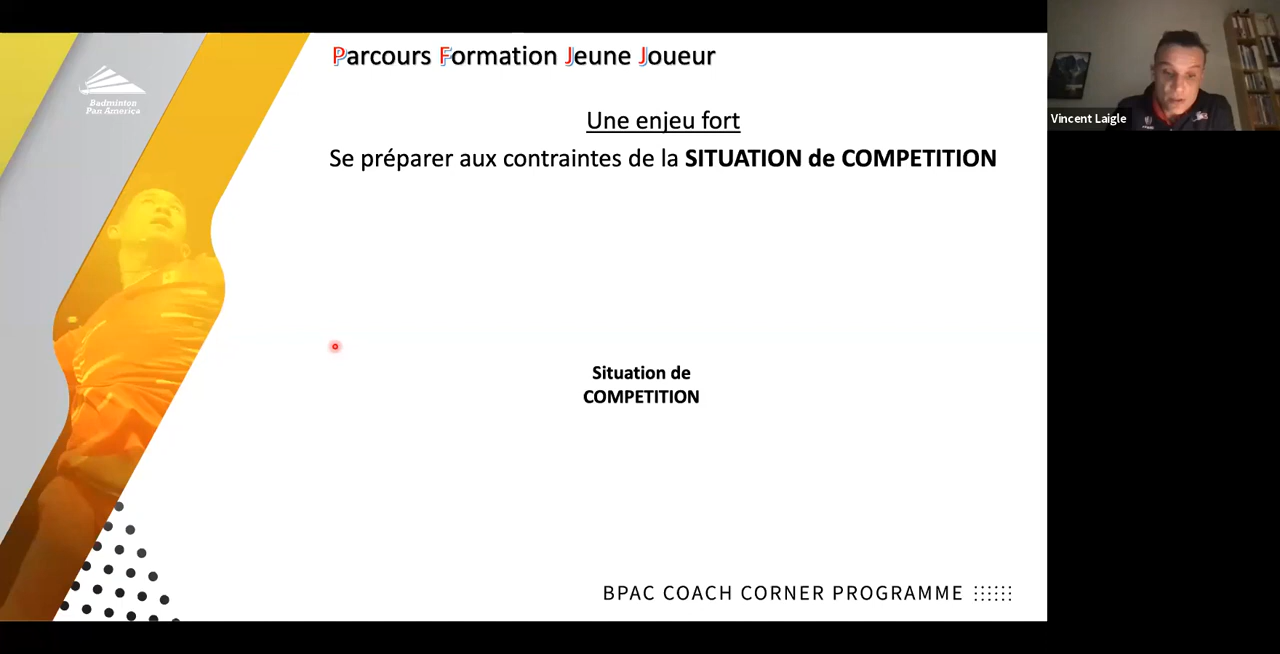 Parcours Formation Jeune Joueur
Une enjeu fort
Se préparer aux contraintes de la SITUATION de COMPETITION
Badminton
Pan America
Vincent Laigle
Situation de
COMPETITION
BPAC COACH CORNER PROGRAMME